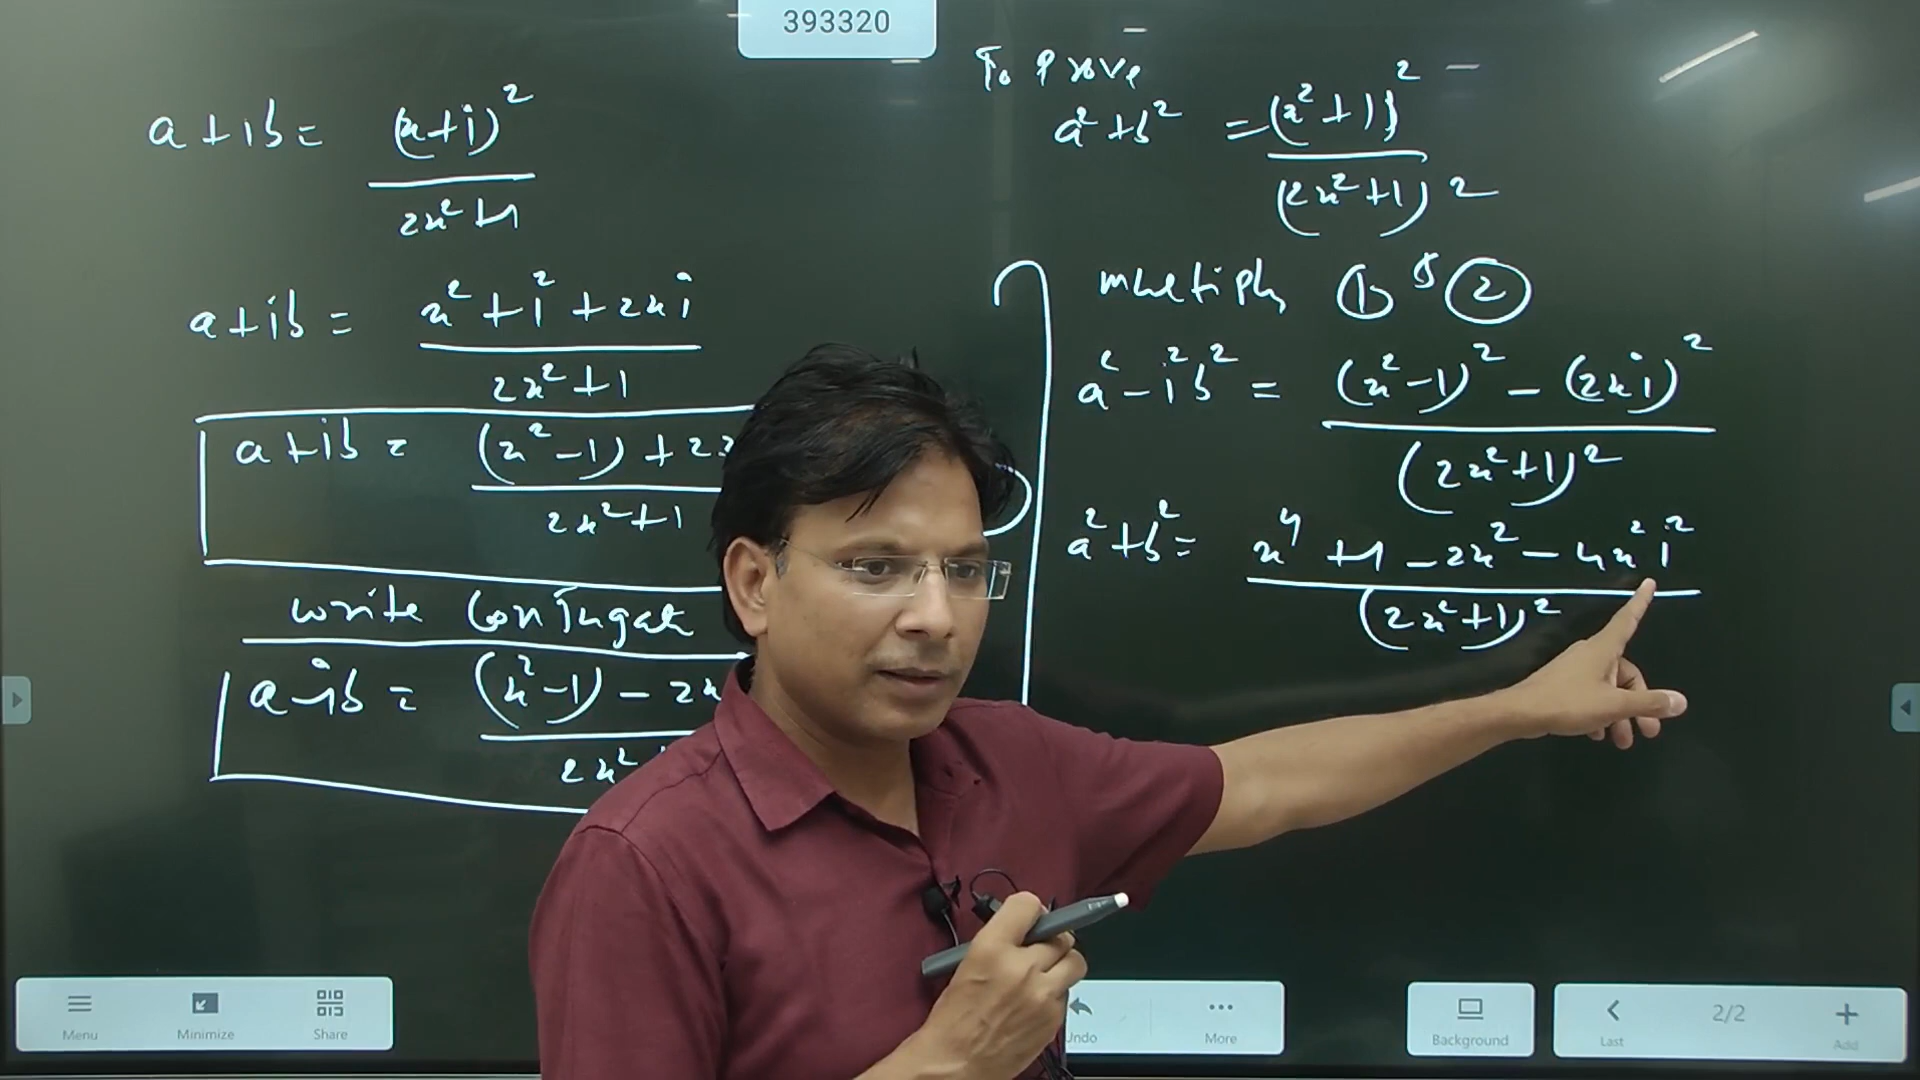 393320
a + ib = (x+i)² / 2x²+1
a + ib = x² + i² + 2xi / 2x² + 1
a + ib = (x² - 1) + 2x / 2x² + 1
write Conjugate
a - ib = (x² - 1) - 2x / 2x²
To Prove
a² + b² = (x² + 1)² / (2x² + 1)²
multiply ① & ②
a² - i²b² = (x² - 1)² - (2xi)² / (2x² + 1)²
a² + b² = x⁴ + 1 - 2x² - 4x²i² / (2x² + 1)²
Menu
Minimize
Share
Undo
More
Background
Last
2/2
Add